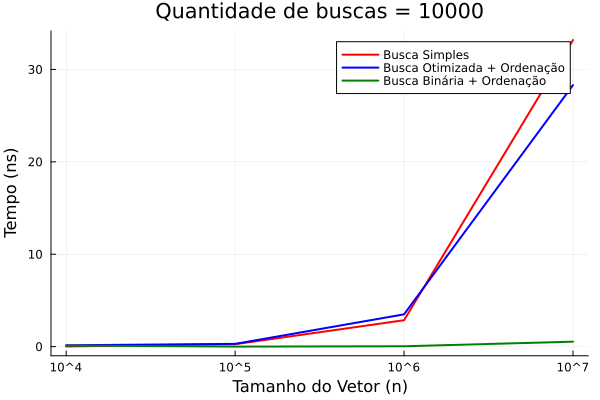 Quantidade de buscas = 10000
Busca Simples
Busca Otimizada + Ordenação
Busca Binária + Ordenação
Tempo (ns)
30
20
10
0
10^4
10^5
10^6
10^7
Tamanho do Vetor (n)